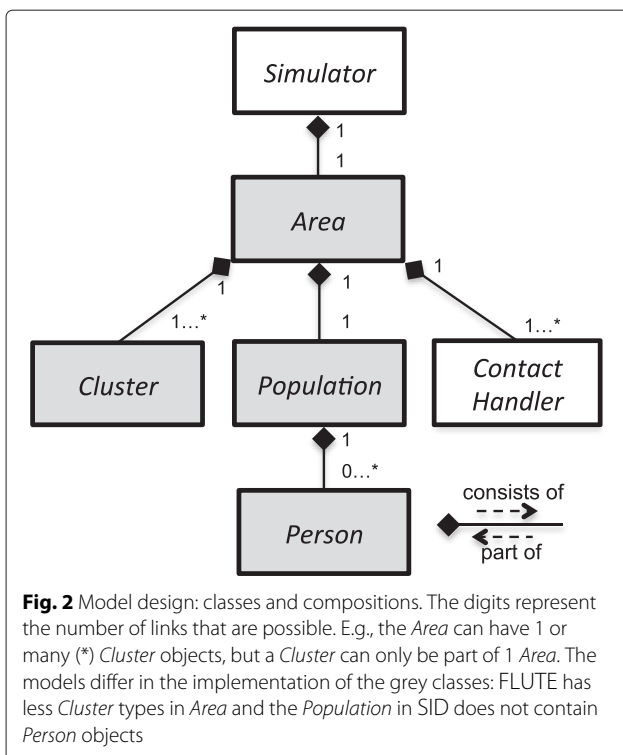 Simulator
1
1
Area
1
1
1
1...*
1
1...*
Cluster
Population
Contact
Handler
1
0...*
consists of
Person
part of
Fig. 2 Model design: classes and compositions. The digits represent
the number of links that are possible. E.g., the Area can have 1 or
many (*) Cluster objects, but a Cluster can only be part of 1 Area. The
models differ in the implementation of the grey classes: FLUTE has
less Cluster types in Area and the Population in SID does not contain
Person objects